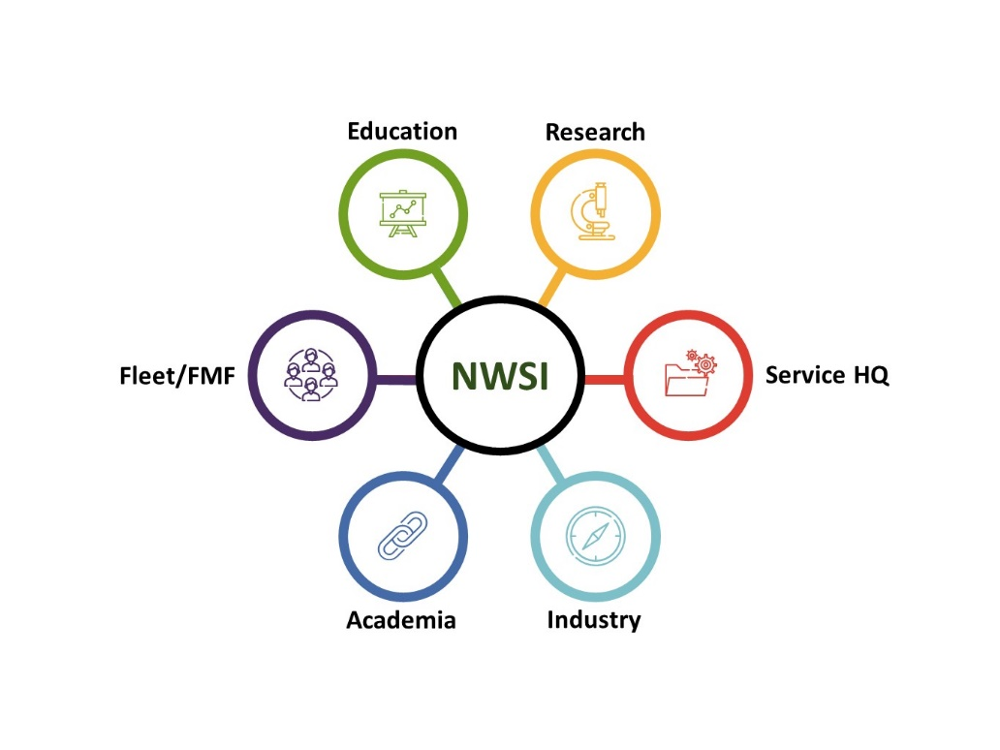 Education
Research
Fleet/FMF
NWSI
Service HQ
Academia
Industry